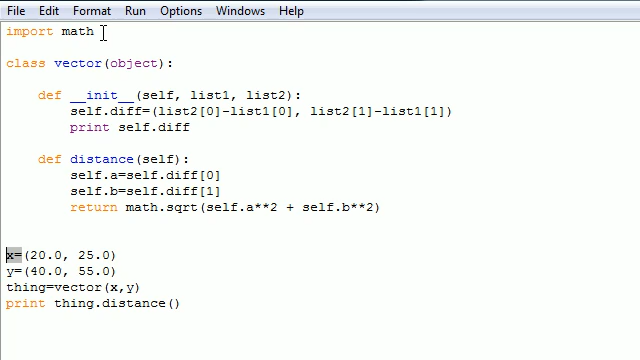 File Edit Format Run Options Windows Help
import math
class vector(object):
def __init__(self, list1, list2):
self.diff=(list2[0]-list1[0], list2[1]-list1[1])
print self.diff
def distance(self):
self.a=self.diff[0]
self.b=self.diff[1]
return math.sqrt(self.a**2 + self.b**2)
x=(20.0, 25.0)
y=(40.0, 55.0)
thing=vector(x,y)
print thing.distance()